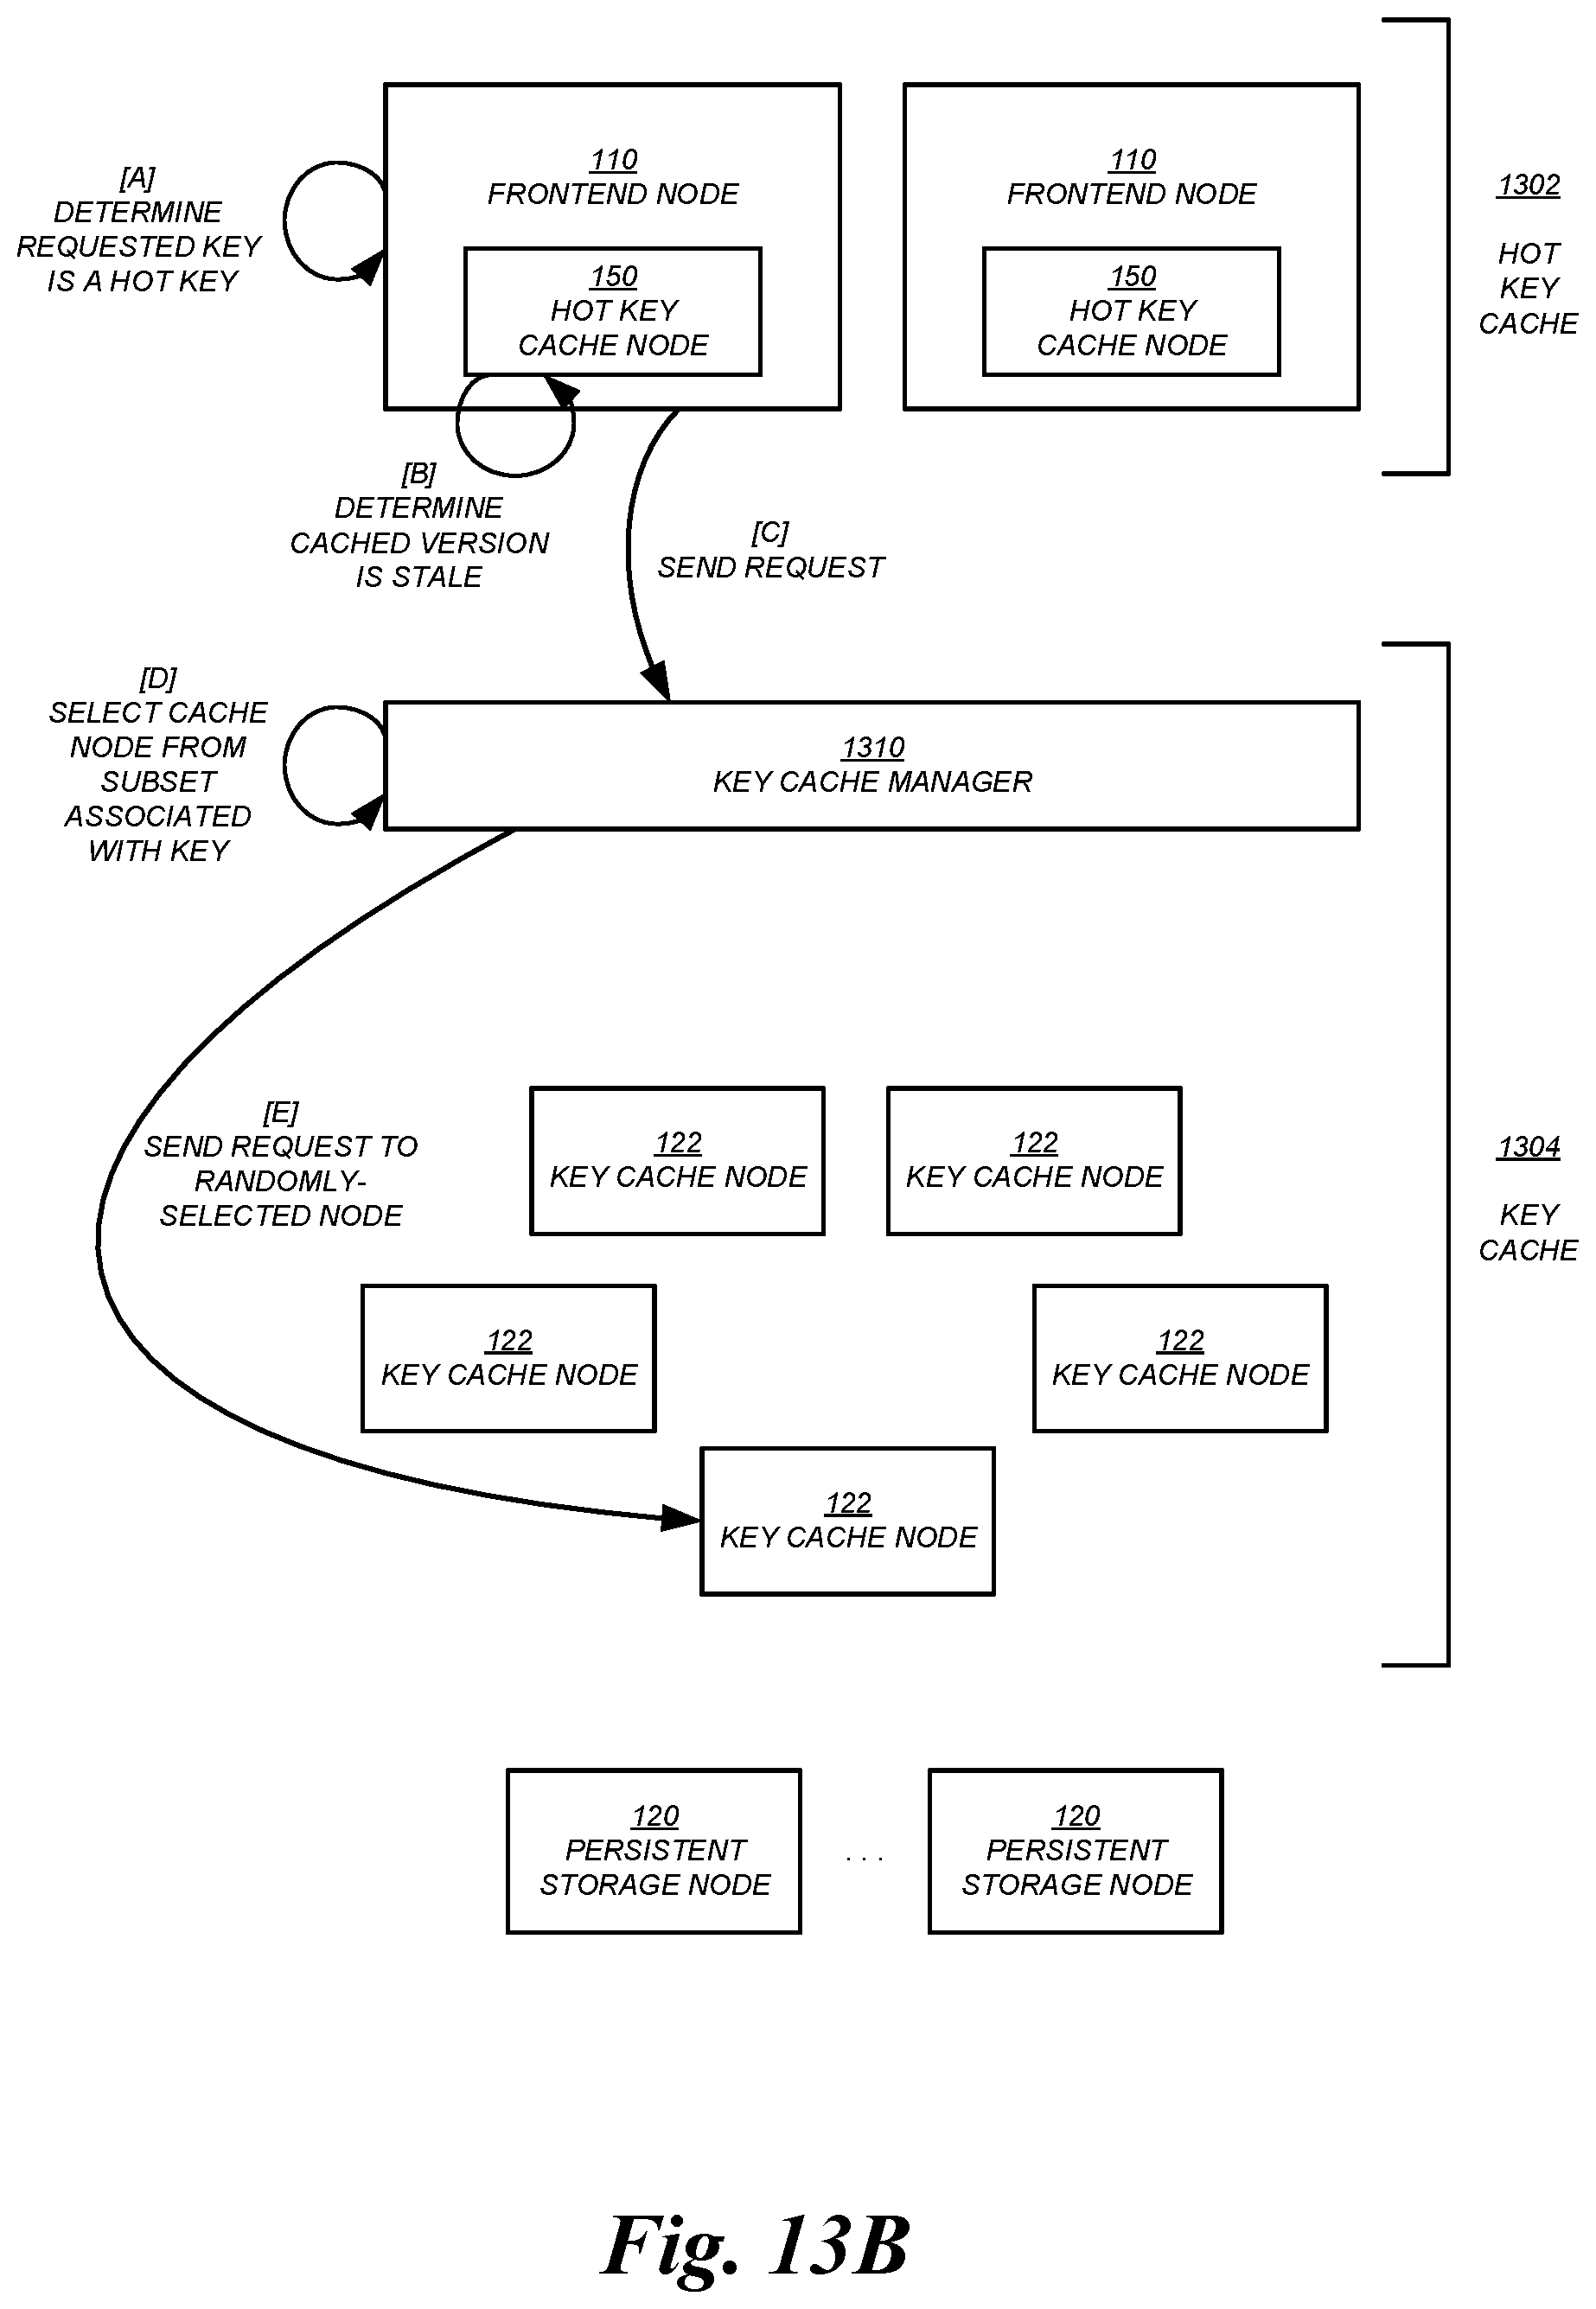 [A]
DETERMINE
REQUESTED KEY
IS A HOT KEY
110
FRONTEND NODE
150
HOT KEY
CACHE NODE
110
FRONTEND NODE
150
HOT KEY
CACHE NODE
1302
HOT
KEY
CACHE
[B]
DETERMINE
CACHED VERSION
IS STALE
[C]
SEND REQUEST
[D]
SELECT CACHE
NODE FROM
SUBSET
ASSOCIATED
WITH KEY
1310
KEY CACHE MANAGER
[E]
SEND REQUEST TO
RANDOMLY-
SELECTED NODE
122
KEY CACHE NODE
122
KEY CACHE NODE
1304
KEY
CACHE
122
KEY CACHE NODE
122
KEY CACHE NODE
122
KEY CACHE NODE
120
PERSISTENT
STORAGE NODE
. . .
120
PERSISTENT
STORAGE NODE
Fig. 13B